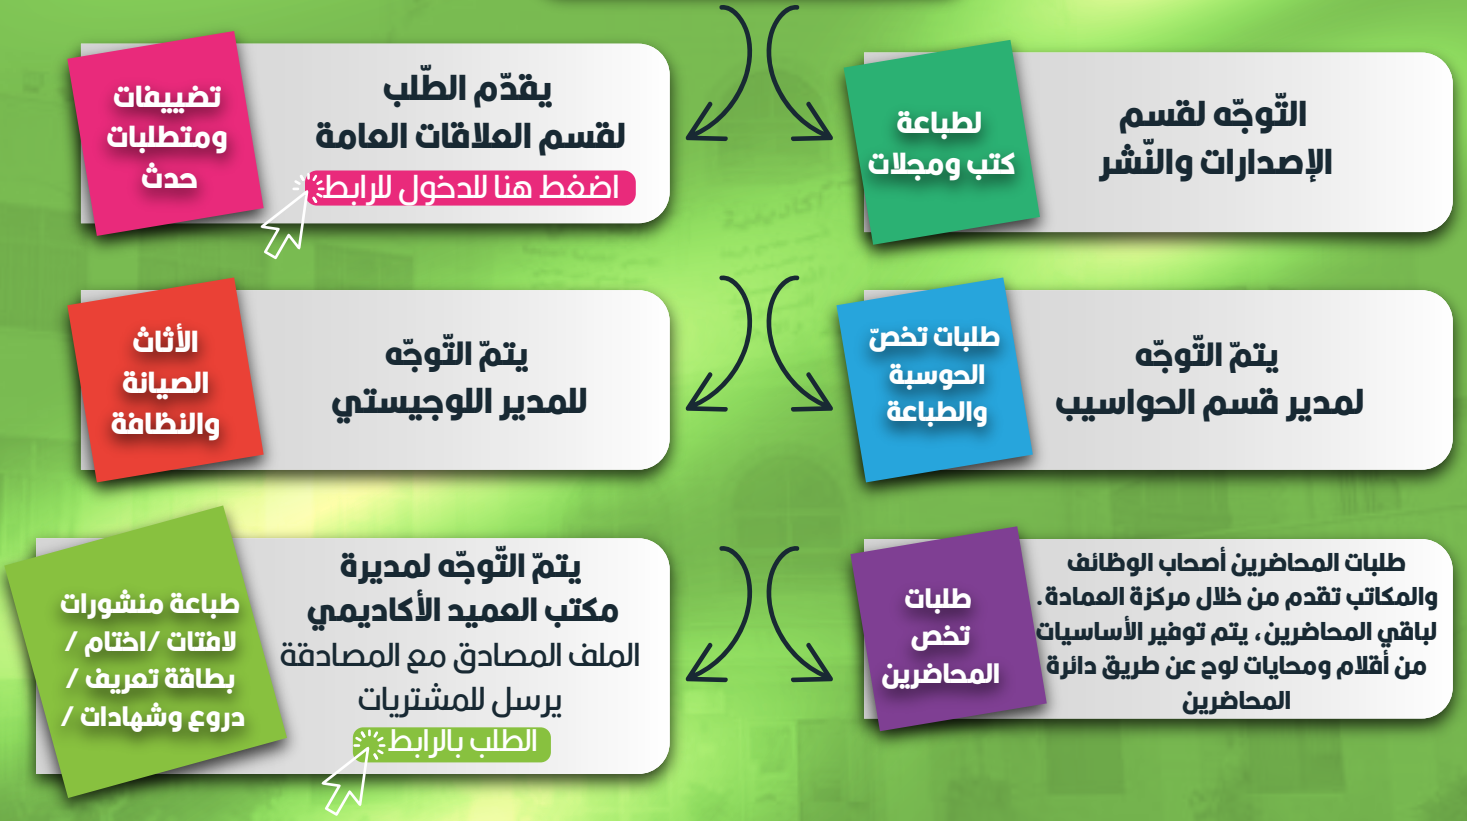 لطباعة
كتب ومجلات
التّوجّه لقسم
الإصدارات والنّشر
تضييفات
ومتطلبات
حدث
يقدّم الطّلب
لقسم العلاقات العامة
اضغط هنا للدخول للرابط
طلبات تخصّ
الحوسبة
والطباعة
يتمّ التّوجّه
لمدير قسم الحواسيب
الأثاث
الصيانة
والنظافة
يتمّ التّوجّه
للمدير اللوجيستي
طلبات
تخص
المحاضرين
طلبات المحاضرين أصحاب الوظائف
والمكاتب تقدم من خلال مركزة العمادة.
لباقي المحاضرين، يتم توفير الأساسيات
من أقلام ومحايات لوح عن طريق دائرة
المحاضرين
طباعة منشورات
لافتات /اختام /
بطاقة تعريف /
دروع وشهادات /
يتمّ التّوجّه لمديرة
مكتب العميد الأكاديمي
الملف المصادق مع المصادقة
يرسل للمشتريات
الطلب بالرابط